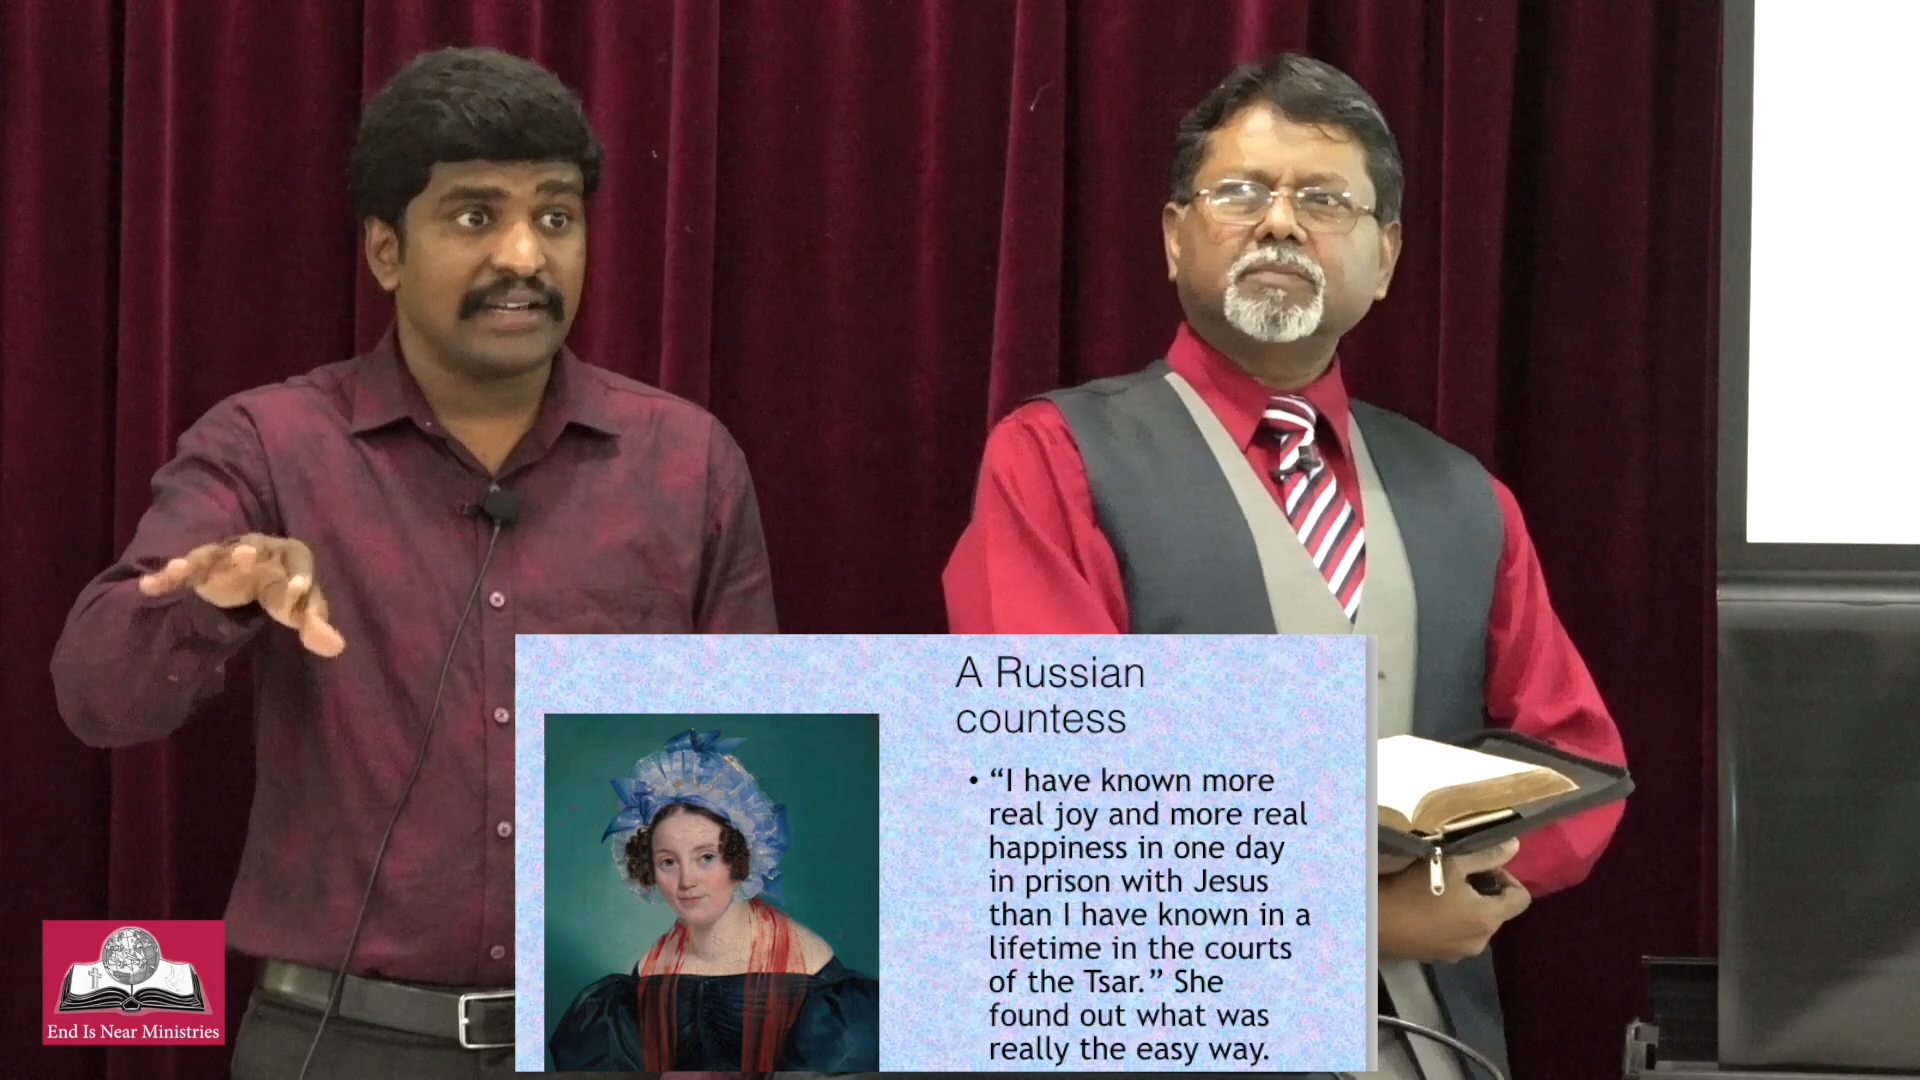 A Russian
countess
• “I have known more
real joy and more real
happiness in one day
in prison with Jesus
than I have known in a
lifetime in the courts
of the Tsar.” She
found out what was
really the easy way.
End Is Near Ministries